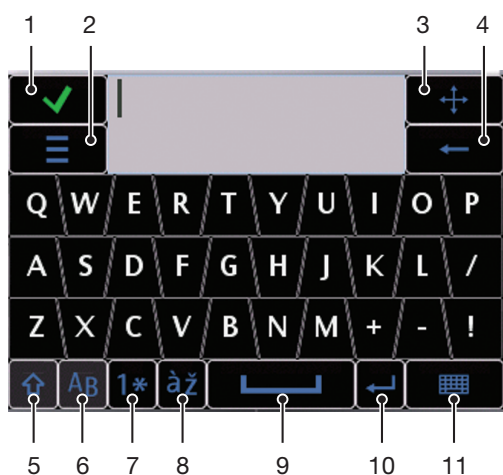 1 2 3 4
Q W E R T Y U I O P
A S D F G H J K L /
Z X C V B N M + - !
AB 1* àž
5 6 7 8 9 10 11